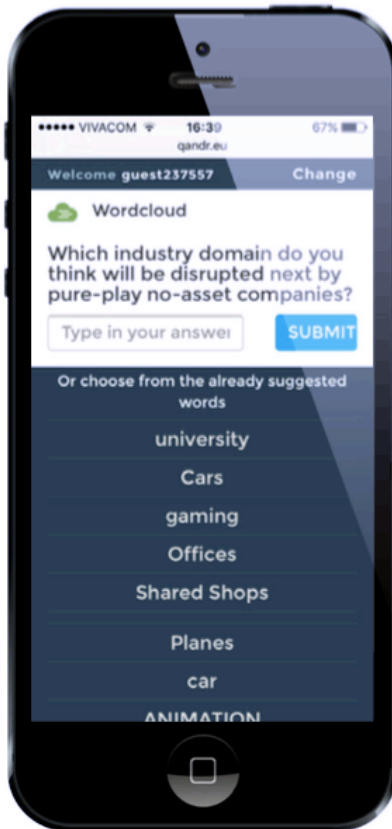 VIVACOM 16:39 67%
qandr.eu
Welcome guest237557 Change
Wordcloud
Which industry domain do you
think will be disrupted next by
pure-play no-asset companies?
Type in your answer SUBMIT
Or choose from the already suggested
words
university
Cars
gaming
Offices
Shared Shops
Planes
car
ANIMATION